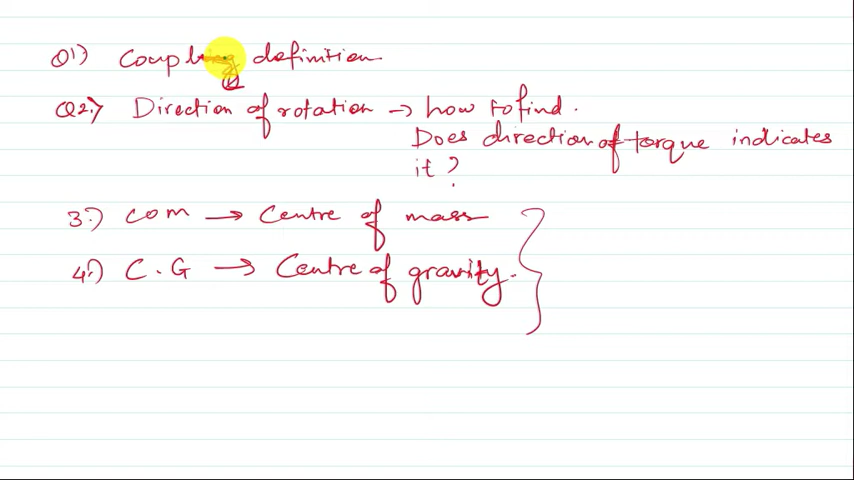 Q1) Coupling definition
Q2.) Direction of rotation → how to find.
Does direction of torque indicates
it?
3.) COM → Centre of mass
4.) C.G → Centre of gravity.